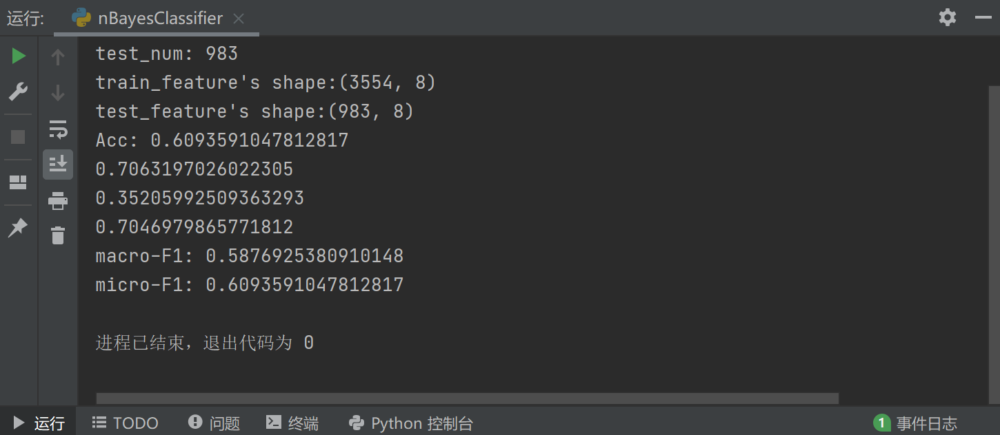 运行: nBayesClassifier
test_num: 983
train_feature's shape:(3554, 8)
test_feature's shape:(983, 8)
Acc: 0.6093591047812817
0.7063197026022305
0.35205992509363293
0.7046979865771812
macro-F1: 0.5876925380910148
micro-F1: 0.6093591047812817
进程已结束，退出代码为 0
运行 TODO 问题 终端 Python 控制台 1 事件日志